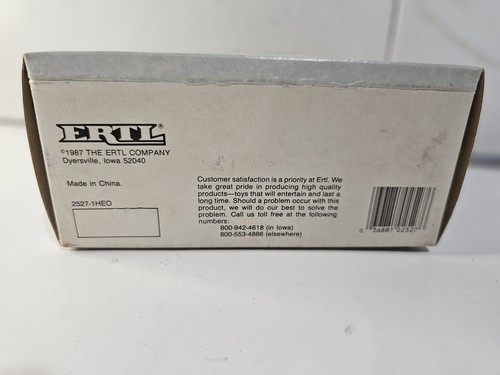 ERTL
©1987 THE ERTL COMPANY
Dyersville, Iowa 52040
Made in China.
2527-1HEO
Customer satisfaction is a priority at Ertl. We
take great pride in producing high quality
products—toys that will entertain and last a
long time. Should a problem occur with this
product, we will do our best to solve the
problem. Call us toll free at the following
numbers:
800-942-4618 (in Iowa)
800-553-4886 (elsewhere)
0 36881 02527